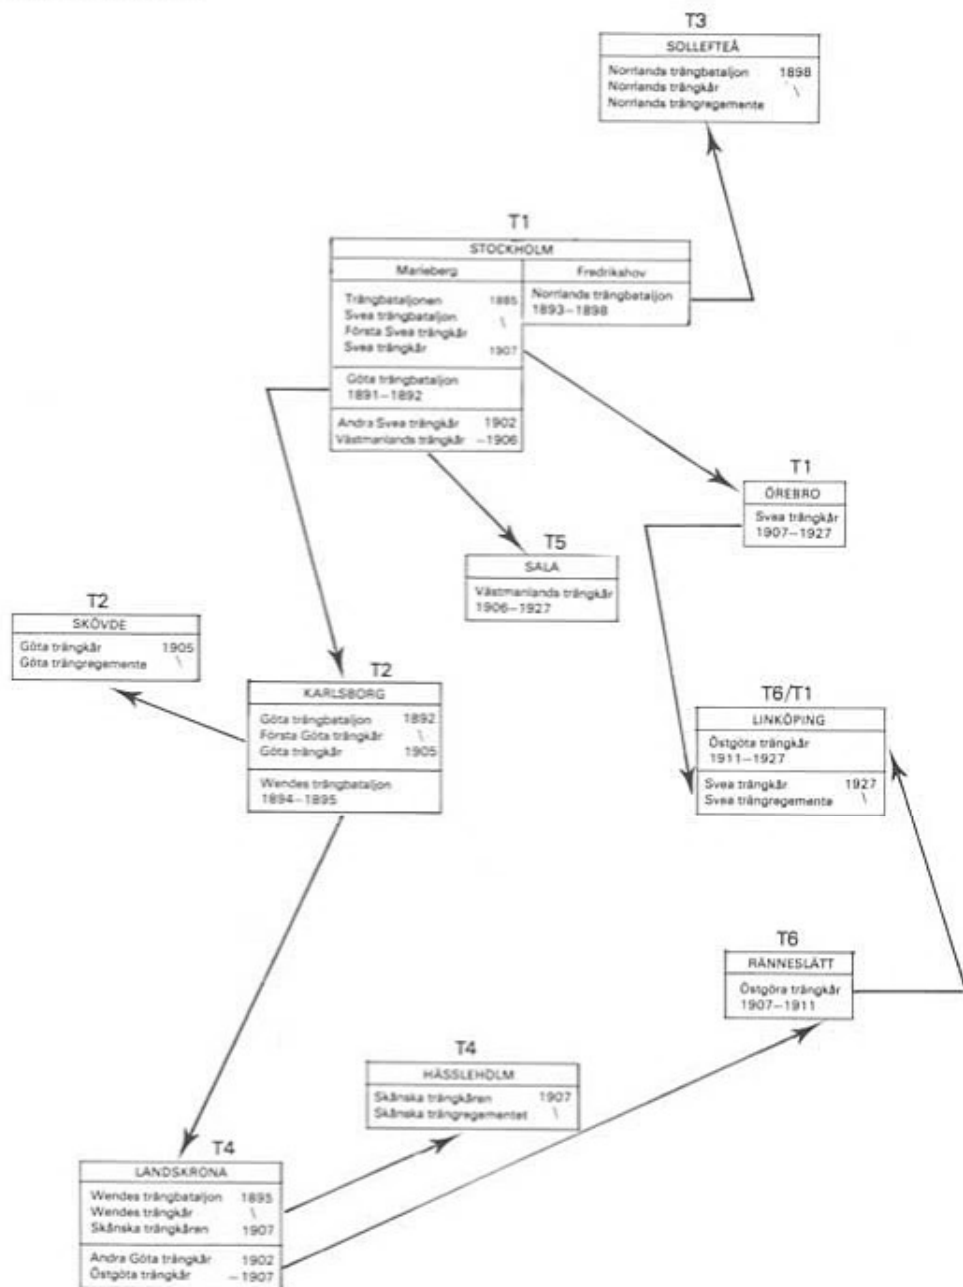 T3
SOLLEFTEÅ
Norrlands trängbataljon 1898
Norrlands trängkår \
Norrlands trängregemente
T1
STOCKHOLM
Marieberg
Trängbataljonen 1885
Svea trängbataljon \
Första Svea trängkår
Svea trängkår 1907
Fredrikshov
Norrlands trängbataljon
1893–1898
Göta trängbataljon
1891–1892
Andra Svea trängkår 1902
Västmanlands trängkår –1906
T1
ÖREBRO
Svea trängkår
1907–1927
T5
SALA
Västmanlands trängkår
1906–1927
T2
SKÖVDE
Göta trängkår 1905
Göta trängregemente \
T2
KARLSBORG
Göta trängbataljon 1892
Första Göta trängkår \
Göta trängkår 1905
Wendes trängbataljon
1894–1895
T6/T1
LINKÖPING
Östgöta trängkår
1911–1927
Svea trängkår 1927
Svea trängregemente \
T6
RÄNNESLÄTT
Östgöra trängkår
1907–1911
T4
HÄSSLEHOLM
Skånska trängkåren 1907
Skånska trängregementet \
T4
LANDSKRONA
Wendes trängbataljon 1895
Wendes trängkår \
Skånska trängkåren 1907
Andra Göta trängkår 1902
Östgöta trängkår –1907